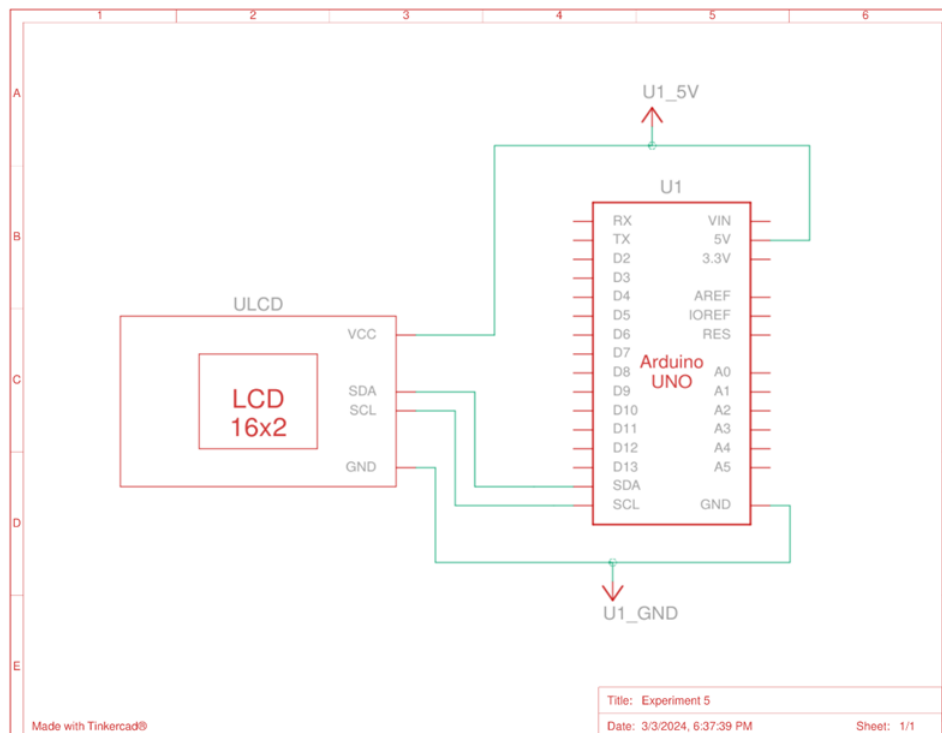 1 2 3 4 5 6
A
B
C
D
E
U1_5V
U1
RX VIN
TX 5V
D2 3.3V
D3
D4 AREF
D5 IOREF
D6 RES
D7
Arduino
UNO
D8 A0
D9 A1
D10 A2
D11 A3
D12 A4
D13 A5
SDA
SCL GND
ULCD
VCC
SDA
SCL
GND
LCD
16x2
U1_GND
Title: Experiment 5
Date: 3/3/2024, 6:37:39 PM Sheet: 1/1
Made with Tinkercad®